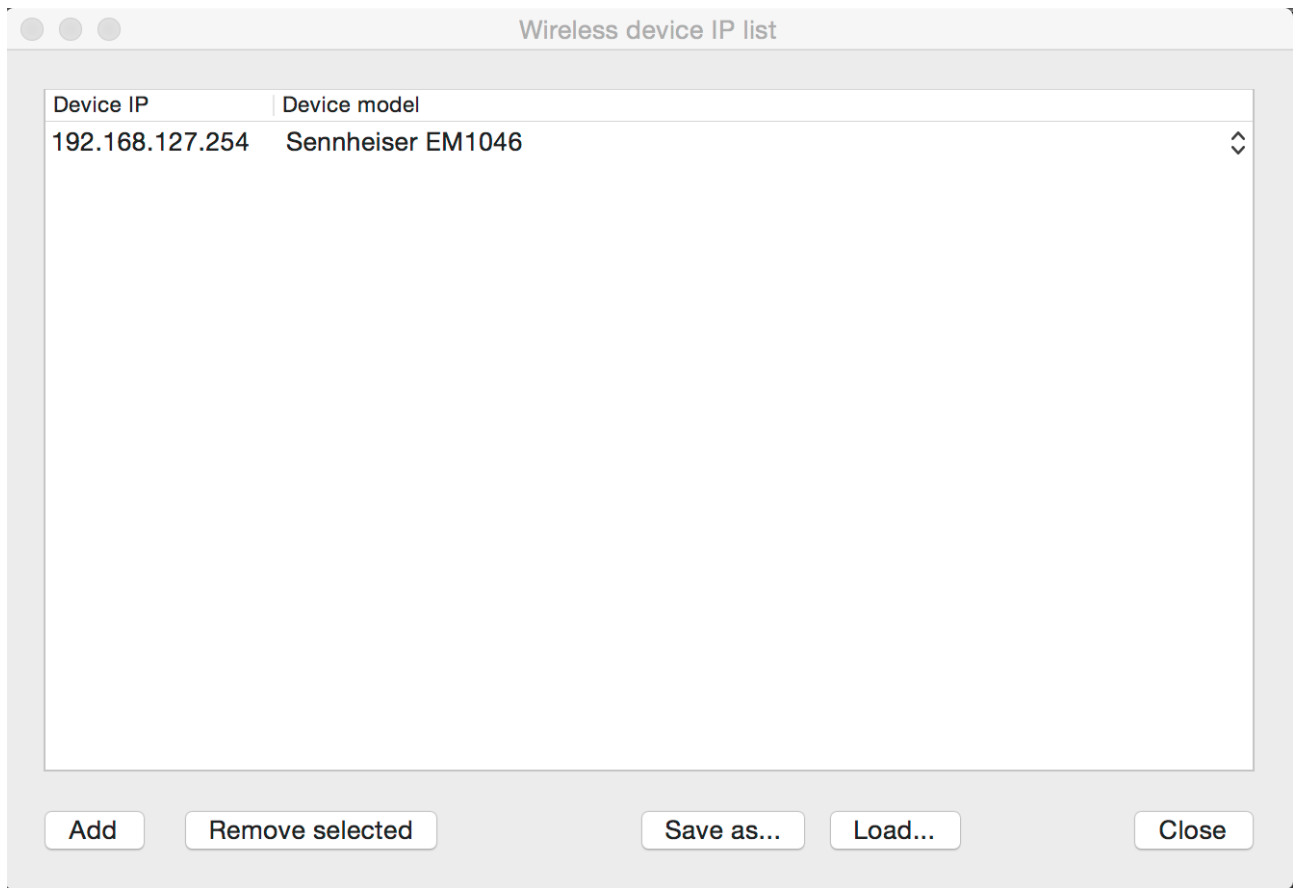 Wireless device IP list
Device IP Device model
192.168.127.254 Sennheiser EM1046
Add Remove selected Save as... Load... Close